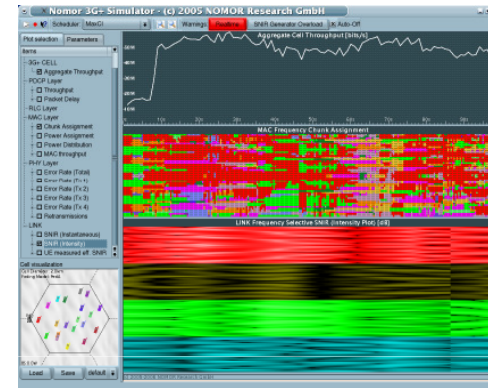 Nomor 3G+ Simulator - (c) 2005 NOMOR Research GmbH
Scheduler MaxCI Warnings: Realtime SNIR Generator Overload Auto-Off
Plot selection Parameters
Items
3G+ CELL
Aggregate Throughput
PDCP Layer
Throughput
Packet Delay
RLC Layer
MAC Layer
Chunk Assignment
Power Assignment
Power Distribution
MAC throughput
PHY Layer
Error Rate (Total)
Error Rate (Tx 1)
Error Rate (Tx 2)
Error Rate (Tx 3)
Error Rate (Tx 4)
Retransmissions
LINK
SNIR (Instantaneous)
SNIR (Intensity)
UE measured eff. SNIR
Cell visualization
Load Save default
Aggregate Cell Throughput [bits/s]
MAC Frequency Chunk Assignment
LINK Frequency Selective SNIR (Intensity Plot) [dB]